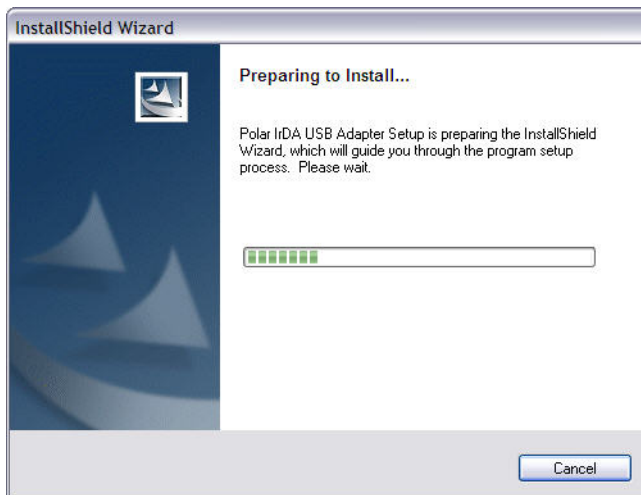 InstallShield Wizard
Preparing to Install...
Polar IrDA USB Adapter Setup is preparing the InstallShield
Wizard, which will guide you through the program setup
process. Please wait.
Cancel